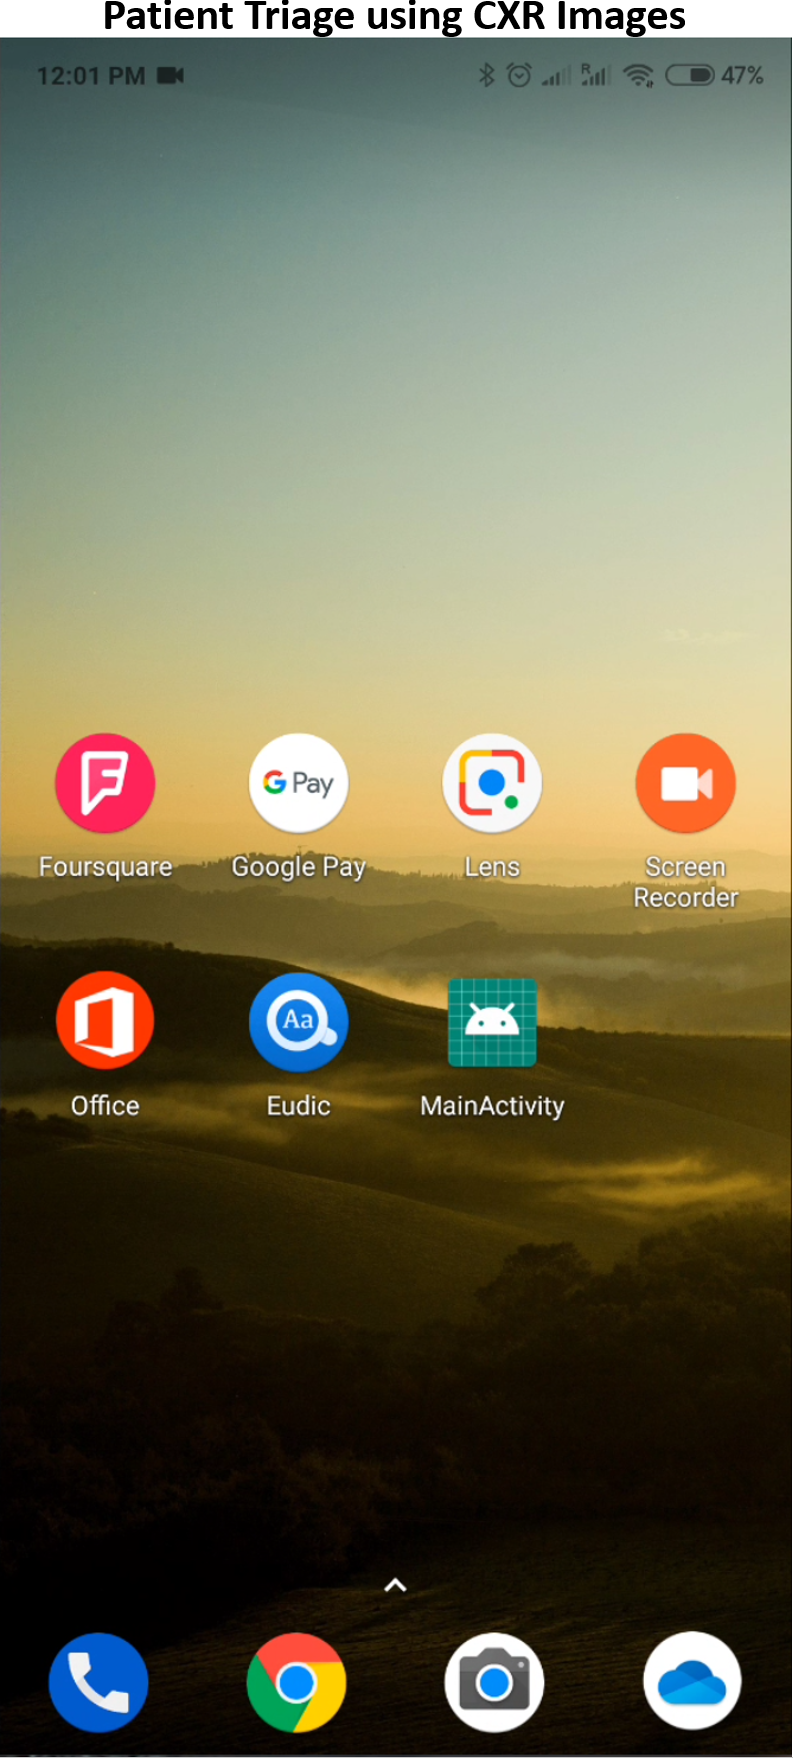 Patient Triage using CXR Images
12:01 PM R 47%
G Pay
Foursquare Google Pay Lens Screen
Recorder
Aa
Office Eudic MainActivity